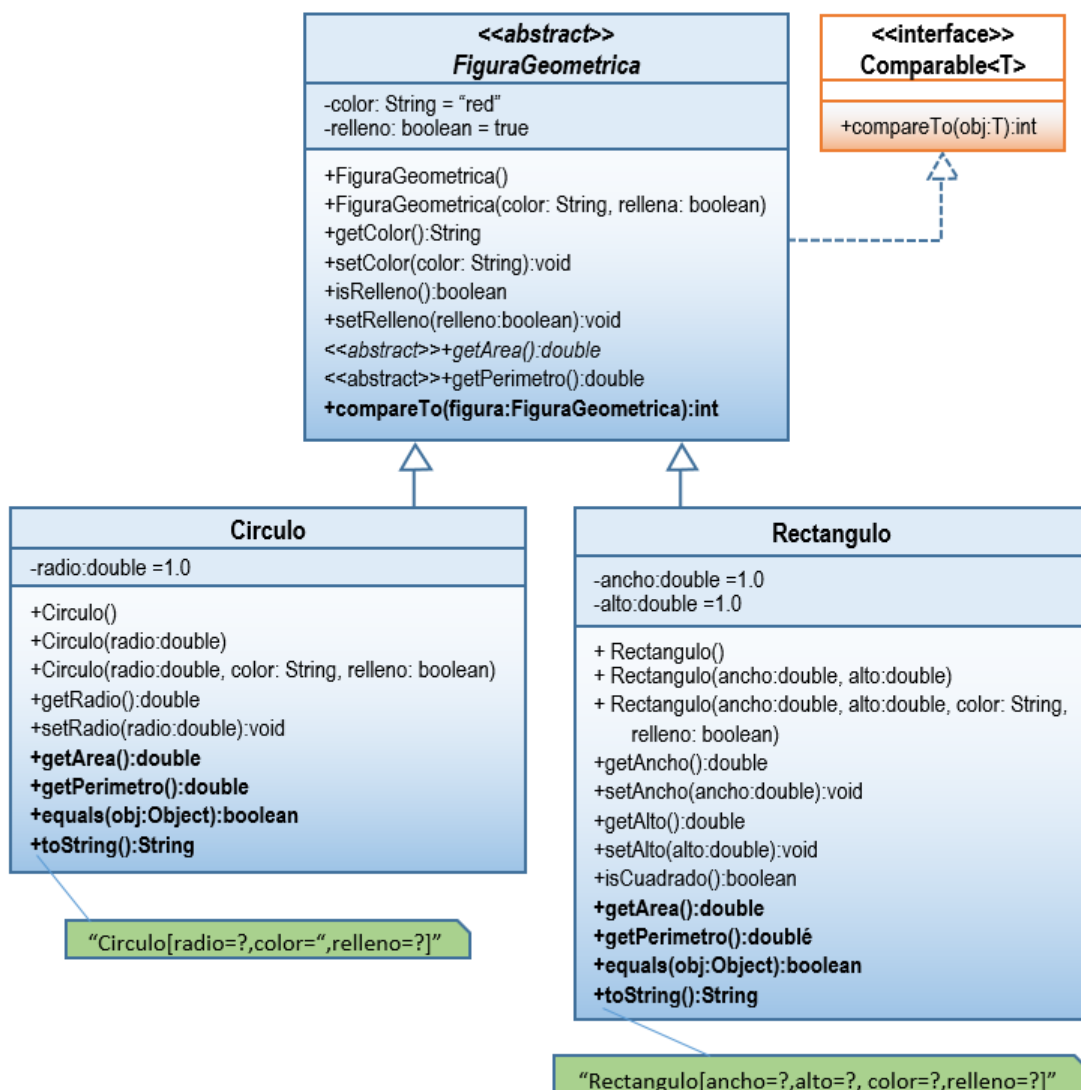 <<abstract>>
FiguraGeometrica
-color: String = “red”
-relleno: boolean = true
+FiguraGeometrica()
+FiguraGeometrica(color: String, rellena: boolean)
+getColor():String
+setColor(color: String):void
+isRelleno():boolean
+setRelleno(relleno:boolean):void
<<abstract>>+getArea():double
<<abstract>>+getPerimetro():double
+compareTo(figura:FiguraGeometrica):int
<<interface>>
Comparable<T>
+compareTo(obj:T):int
Circulo
-radio:double =1.0
+Circulo()
+Circulo(radio:double)
+Circulo(radio:double, color: String, relleno: boolean)
+getRadio():double
+setRadio(radio:double):void
+getArea():double
+getPerimetro():double
+equals(obj:Object):boolean
+toString():String
“Circulo[radio=?,color=“,relleno=?]”
Rectangulo
-ancho:double =1.0
-alto:double =1.0
+ Rectangulo()
+ Rectangulo(ancho:double, alto:double)
+ Rectangulo(ancho:double, alto:double, color: String,
relleno: boolean)
+getAncho():double
+setAncho(ancho:double):void
+getAlto():double
+setAlto(alto:double):void
+isCuadrado():boolean
+getArea():double
+getPerimetro():doublé
+equals(obj:Object):boolean
+toString():String
“Rectangulo[ancho=?,alto=?, color=?,relleno=?]”